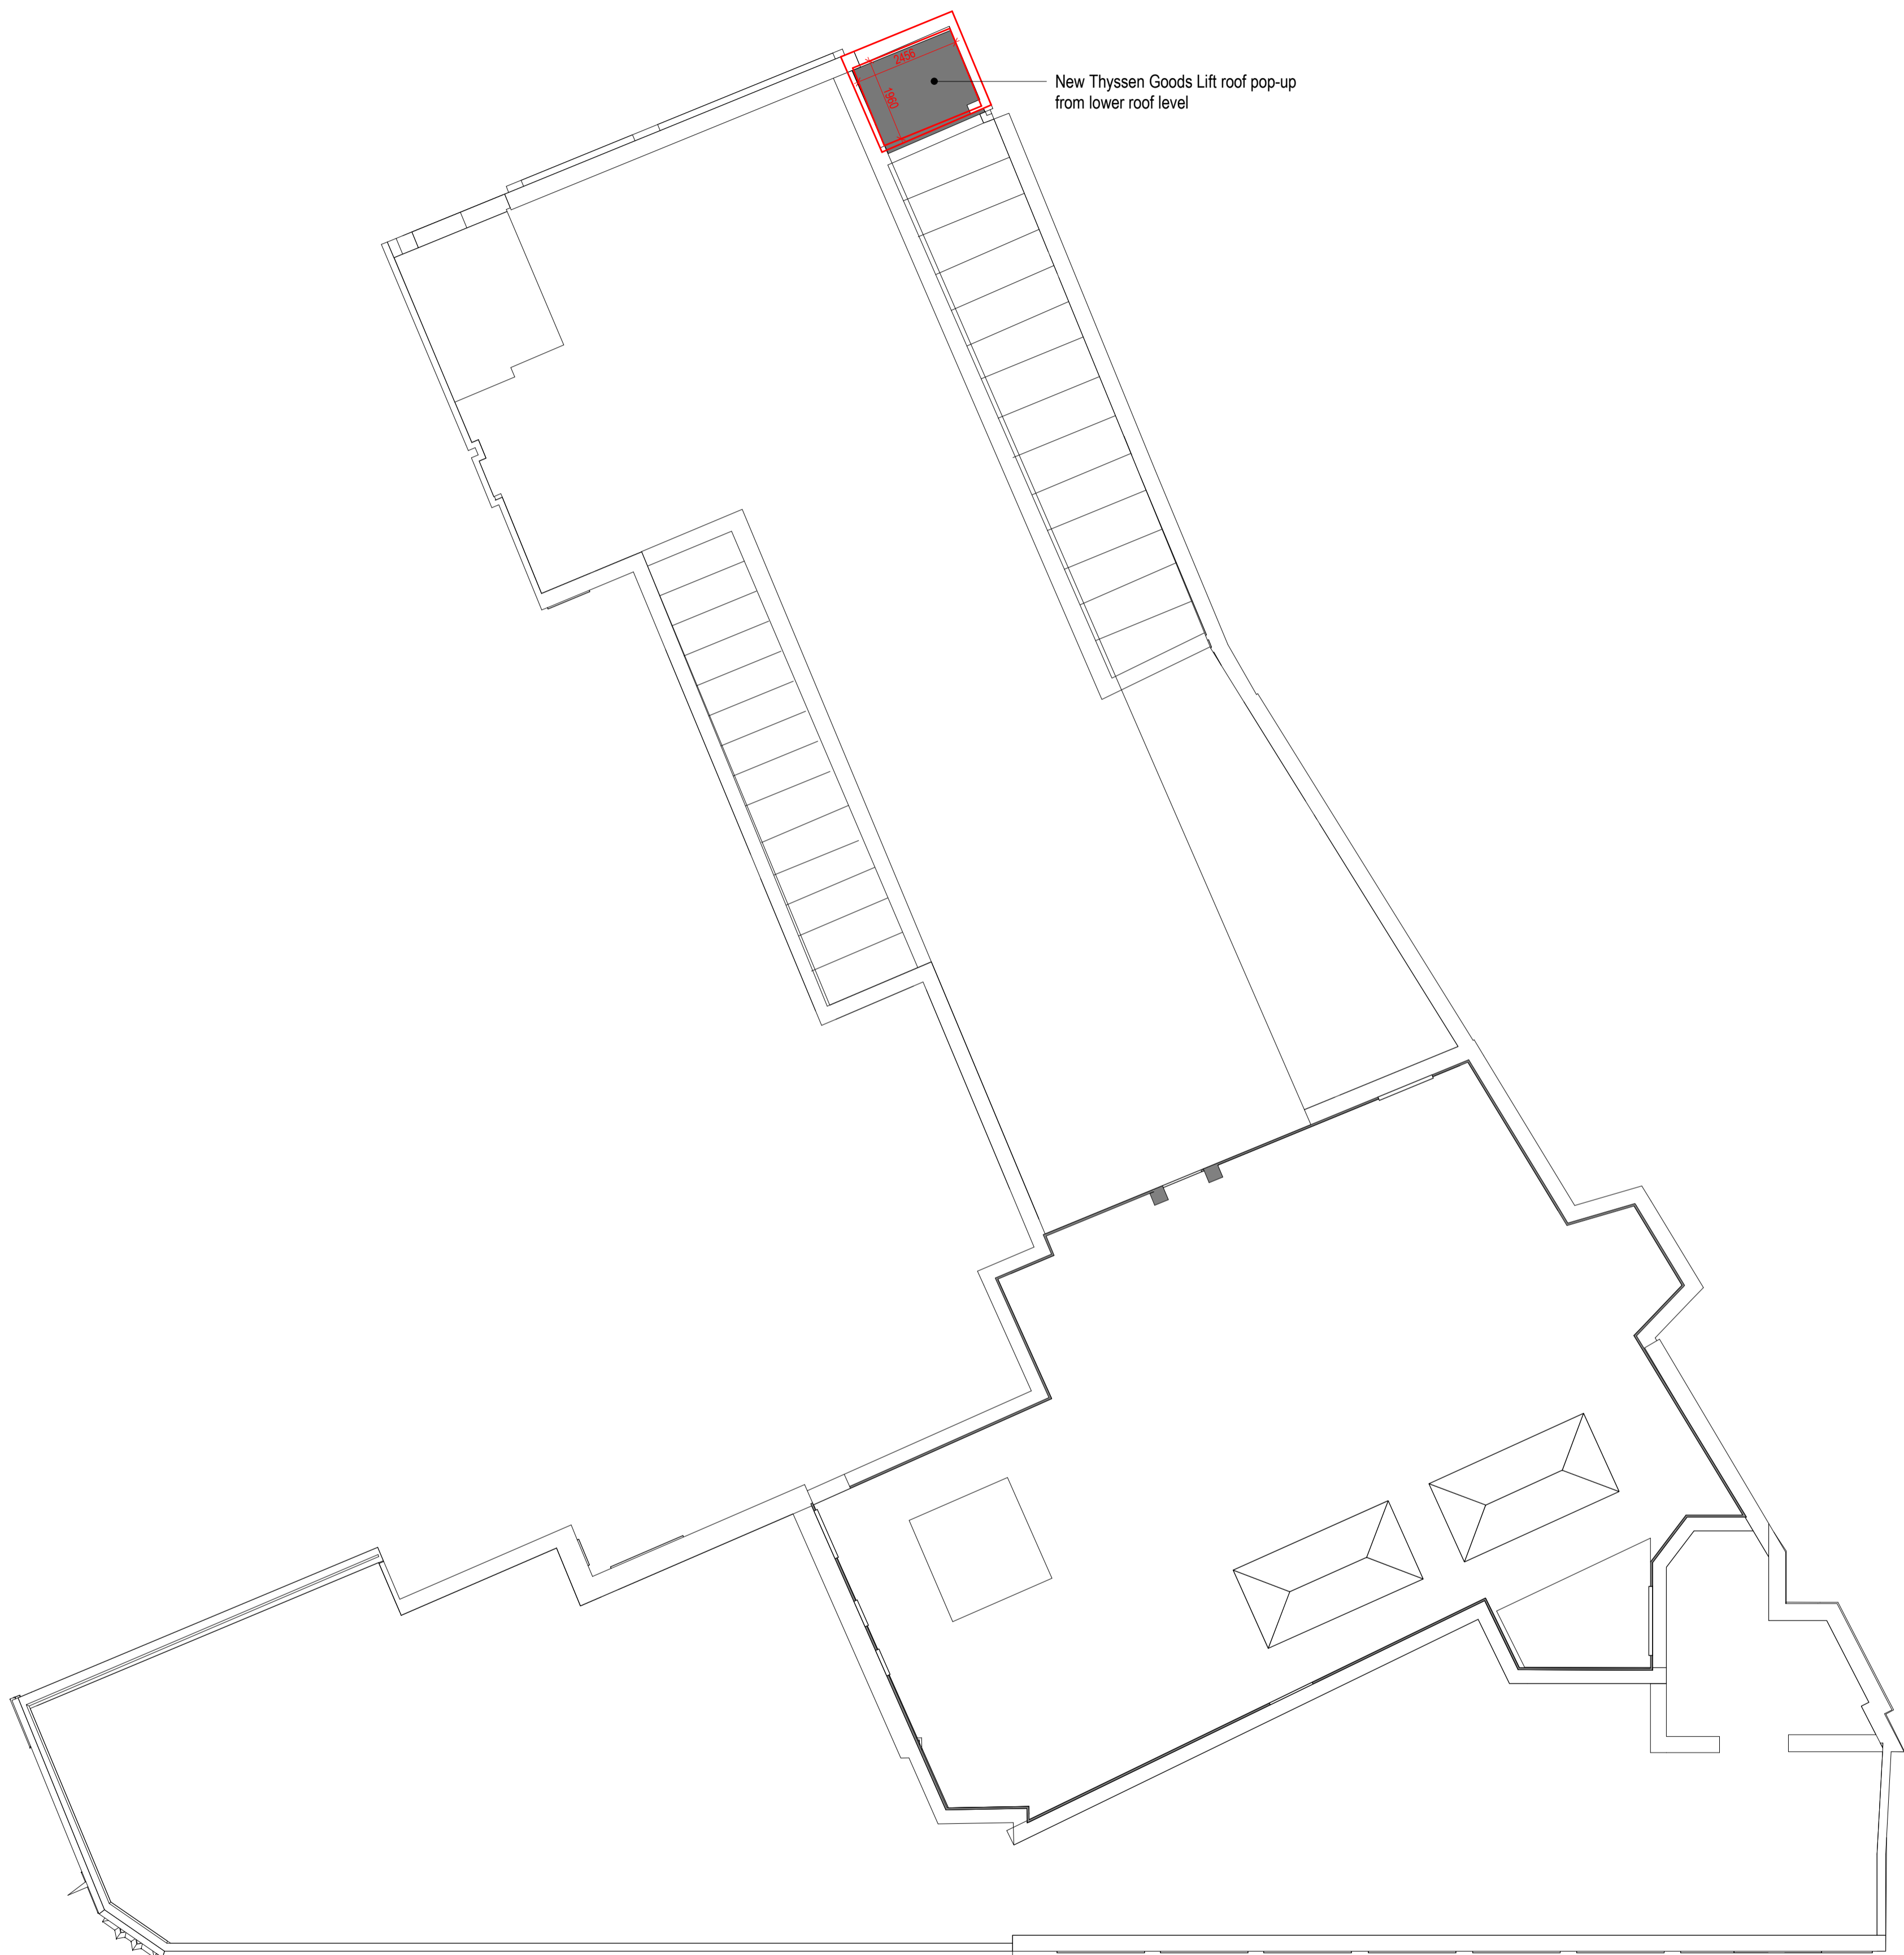 2456
1960
New Thyssen Goods Lift roof pop-up
from lower roof level